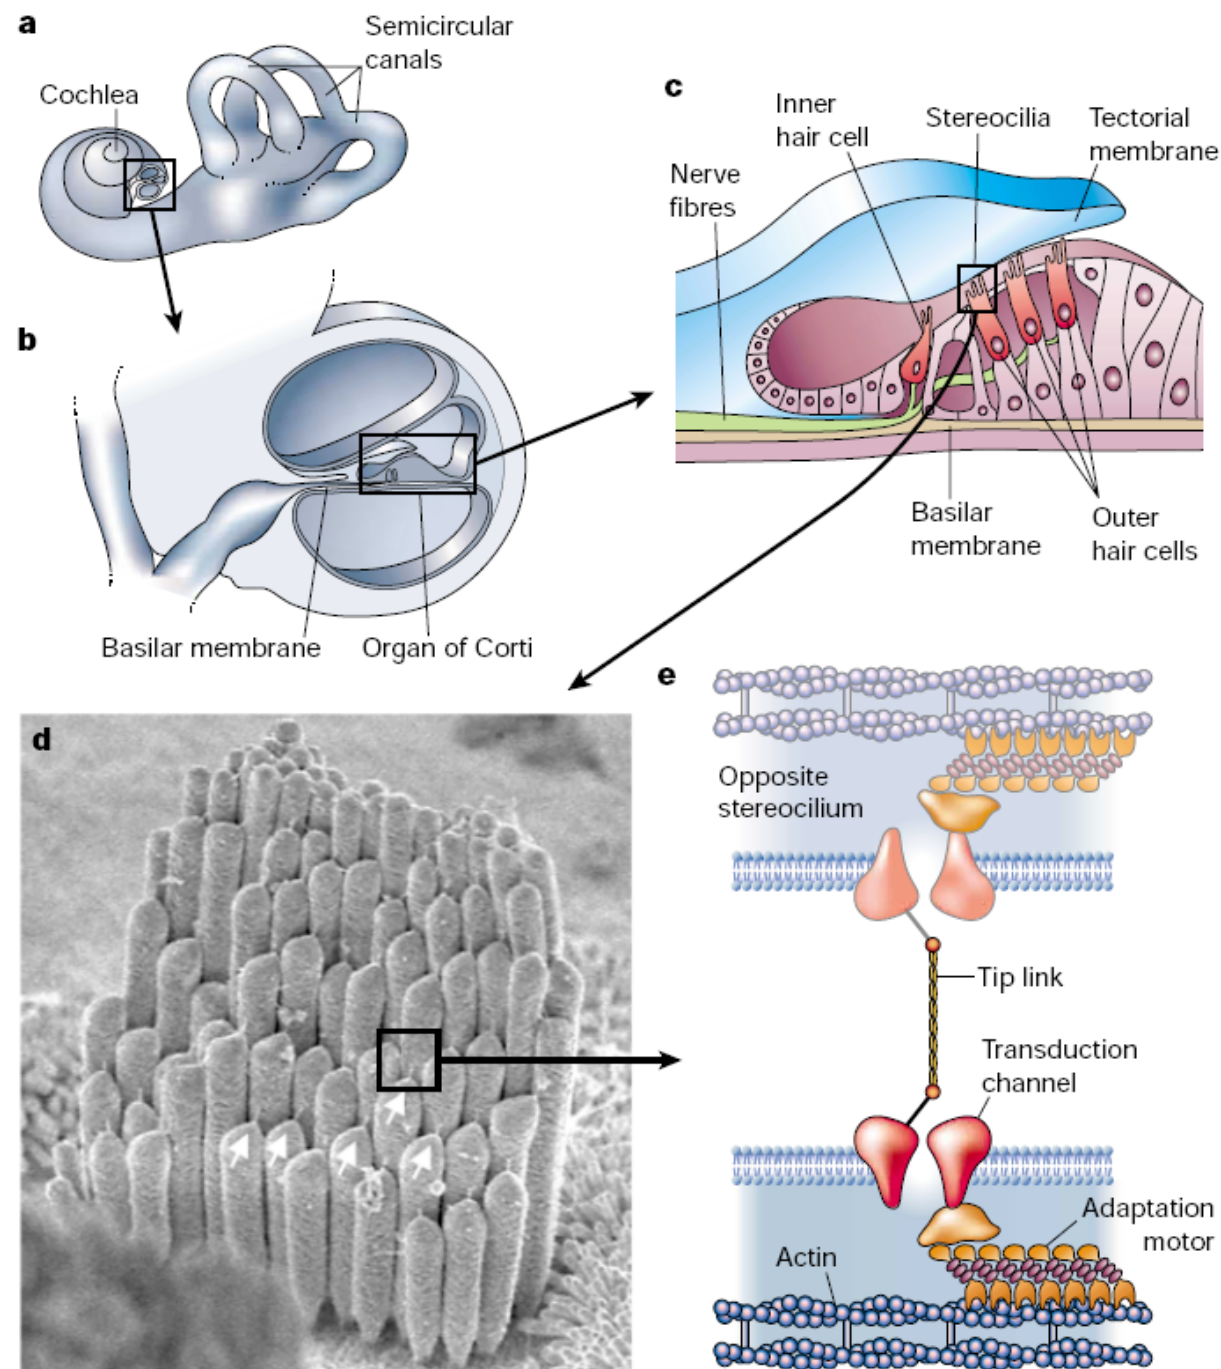 a
Semicircular
canals
Cochlea
b
Basilar membrane
Organ of Corti
c
Inner
hair cell
Stereocilia
Tectorial
membrane
Nerve
fibres
Basilar
membrane
Outer
hair cells
d
e
Opposite
stereocilium
Tip link
Transduction
channel
Adaptation
motor
Actin